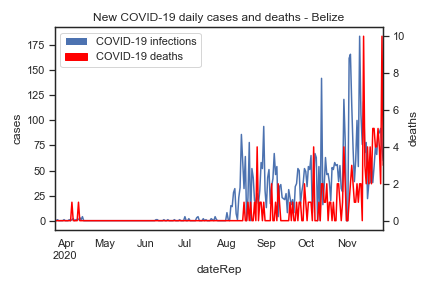 New COVID-19 daily cases and deaths - Belize
COVID-19 infections
COVID-19 deaths
175
150
125
100
75
50
25
0
cases
10
8
6
4
2
0
deaths
Apr May Jun Jul Aug Sep Oct Nov
2020
dateRep